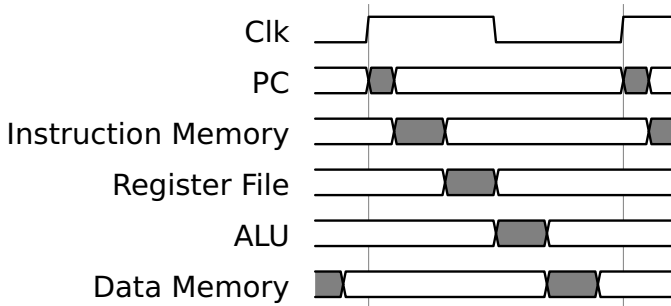 Clk
PC
Instruction Memory
Register File
ALU
Data Memory